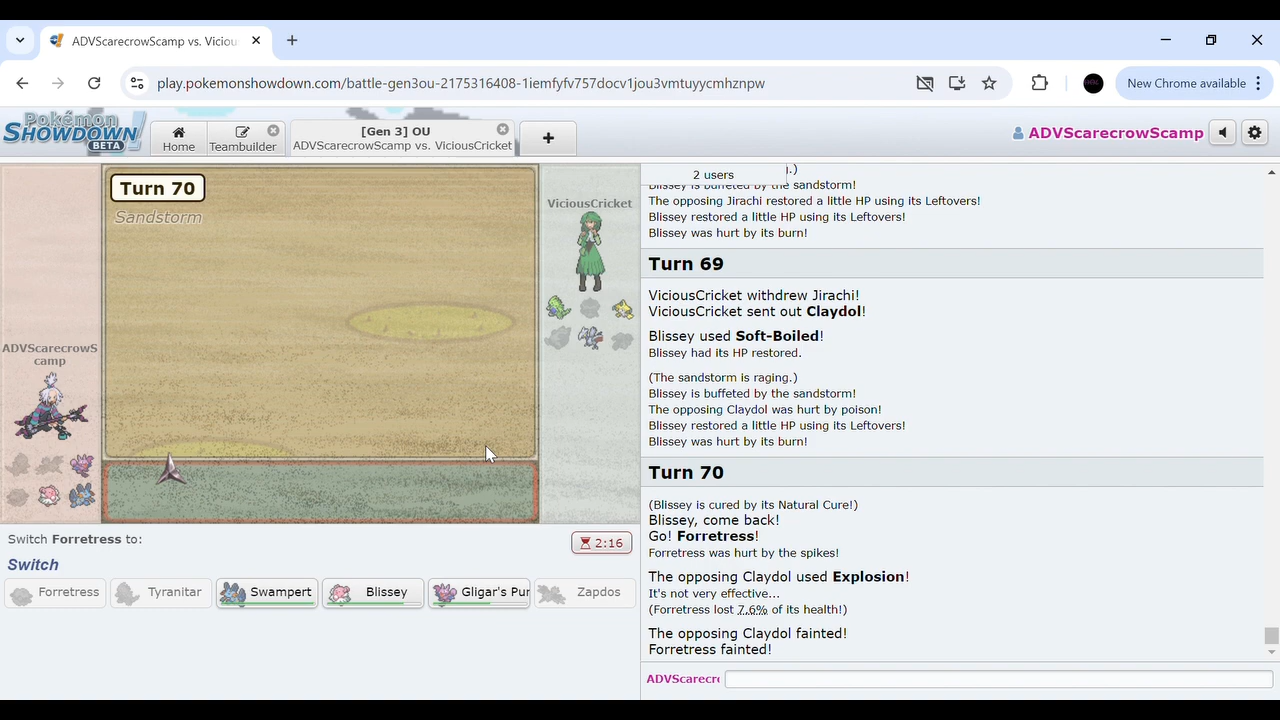 ADVScarecrowScamp vs. Viciou
play.pokemonshowdown.com/battle-gen3ou-2175316408-1iemfyfv757docv1jou3vmtuyycmhznpw
New Chrome available
Pokémon
SHOWDOWN
BETA
Home
Teambuilder
[Gen 3] OU
ADVScarecrowScamp vs. ViciousCricket
ADVScarecrowScamp
Turn 70
Sandstorm
ViciousCricket
ADVScarecrowS
camp
Switch Forretress to:
2:16
Switch
Forretress
Tyranitar
Swampert
Blissey
Gligar's Pur
Zapdos
2 users
Blissey is buffeted by the sandstorm!
The opposing Jirachi restored a little HP using its Leftovers!
Blissey restored a little HP using its Leftovers!
Blissey was hurt by its burn!
Turn 69
ViciousCricket withdrew Jirachi!
ViciousCricket sent out Claydol!
Blissey used Soft-Boiled!
Blissey had its HP restored.
(The sandstorm is raging.)
Blissey is buffeted by the sandstorm!
The opposing Claydol was hurt by poison!
Blissey restored a little HP using its Leftovers!
Blissey was hurt by its burn!
Turn 70
(Blissey is cured by its Natural Cure!)
Blissey, come back!
Go! Forretress!
Forretress was hurt by the spikes!
The opposing Claydol used Explosion!
It's not very effective...
(Forretress lost 7.6% of its health!)
The opposing Claydol fainted!
Forretress fainted!
ADVScarecr